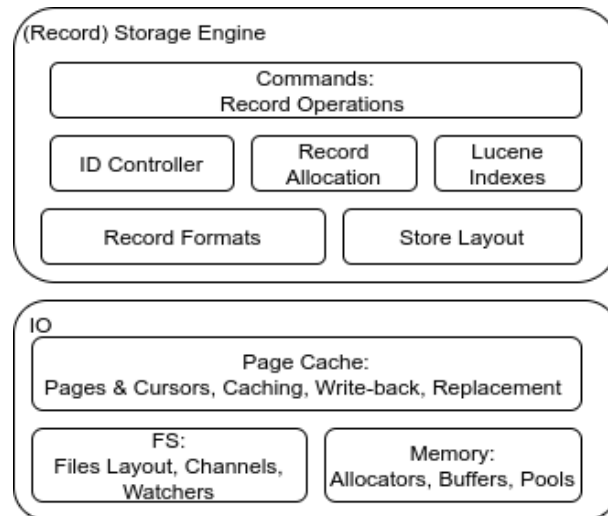 (Record) Storage Engine
Commands:
Record Operations
ID Controller
Record
Allocation
Lucene
Indexes
Record Formats
Store Layout
IO
Page Cache:
Pages & Cursors, Caching, Write-back, Replacement
FS:
Files Layout, Channels,
Watchers
Memory:
Allocators, Buffers, Pools